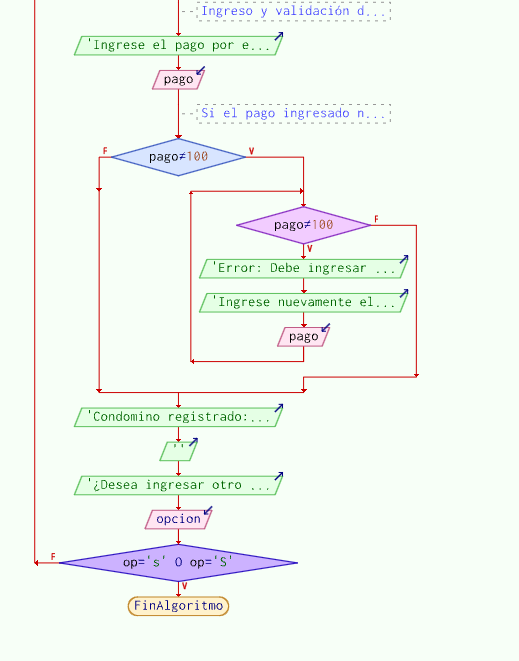 Ingreso y validación d...
'Ingrese el pago por e...
pago
Si el pago ingresado n...
F
pago≠100
V
pago≠100
F
V
'Error: Debe ingresar ...
'Ingrese nuevamente el...
pago
'Condomino registrado:...
''
'¿Desea ingresar otro ...
opcion
F
op='s' O op='S'
V
FinAlgoritmo